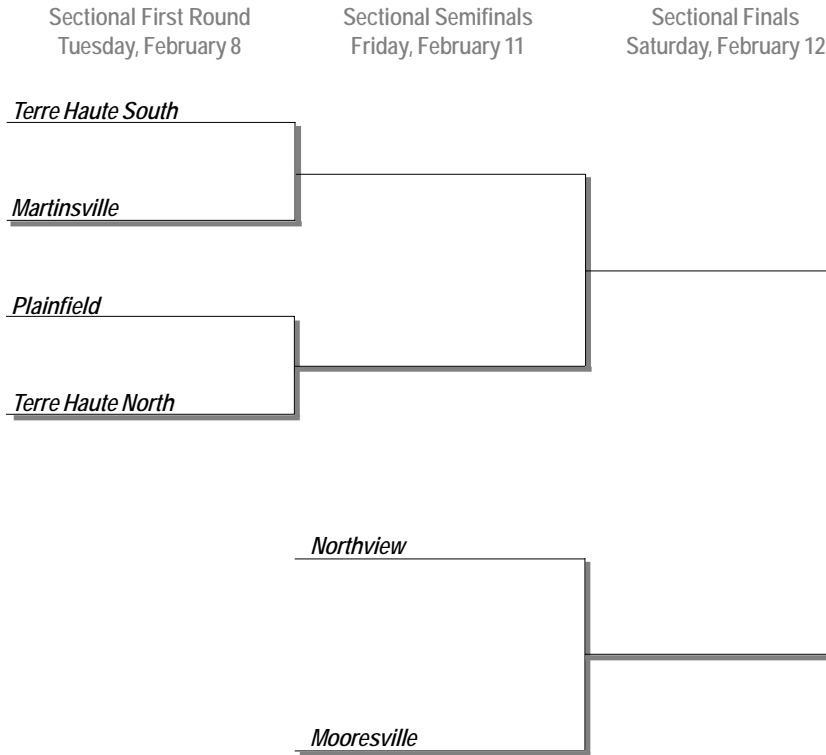 Sectional First Round
Tuesday, February 8
Sectional Semifinals
Friday, February 11
Sectional Finals
Saturday, February 12
Terre Haute South
Martinsville
Plainfield
Terre Haute North
Northview
Mooresville